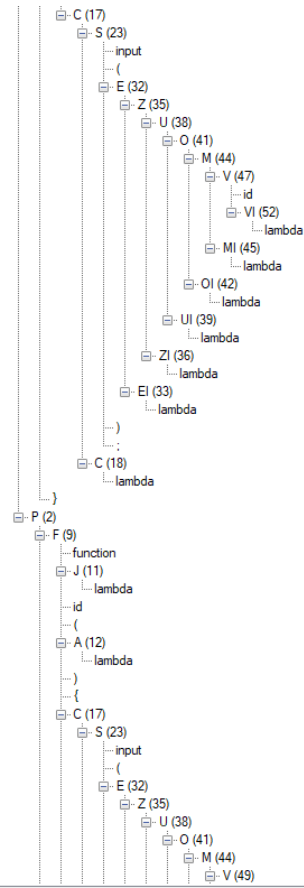 C (17)
S (23)
input
(
E (32)
Z (35)
U (38)
O (41)
M (44)
V (47)
id
VI (52)
lambda
MI (45)
lambda
OI (42)
lambda
UI (39)
lambda
ZI (36)
lambda
EI (33)
lambda
)
;
C (18)
lambda
}
P (2)
F (9)
function
J (11)
lambda
id
(
A (12)
lambda
)
{
C (17)
S (23)
input
(
E (32)
Z (35)
U (38)
O (41)
M (44)
V (49)